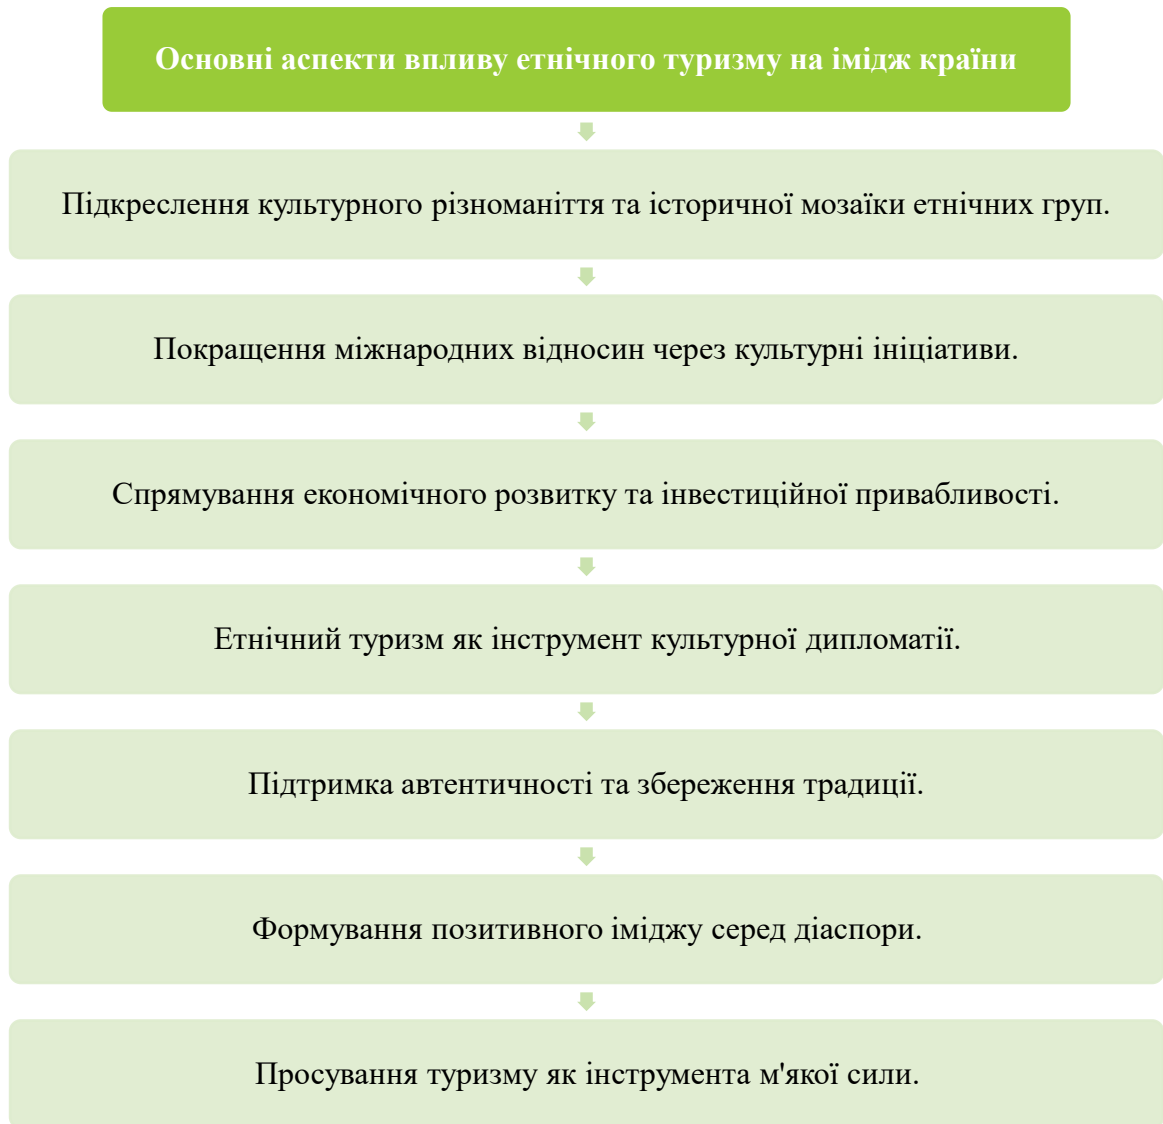 Основні аспекти впливу етнічного туризму на імідж країни
Підкреслення культурного різноманіття та історичної мозаїки етнічних груп.
Покращення міжнародних відносин через культурні ініціативи.
Спрямування економічного розвитку та інвестиційної привабливості.
Етнічний туризм як інструмент культурної дипломатії.
Підтримка автентичності та збереження традиції.
Формування позитивного іміджу серед діаспори.
Просування туризму як інструмента м'якої сили.